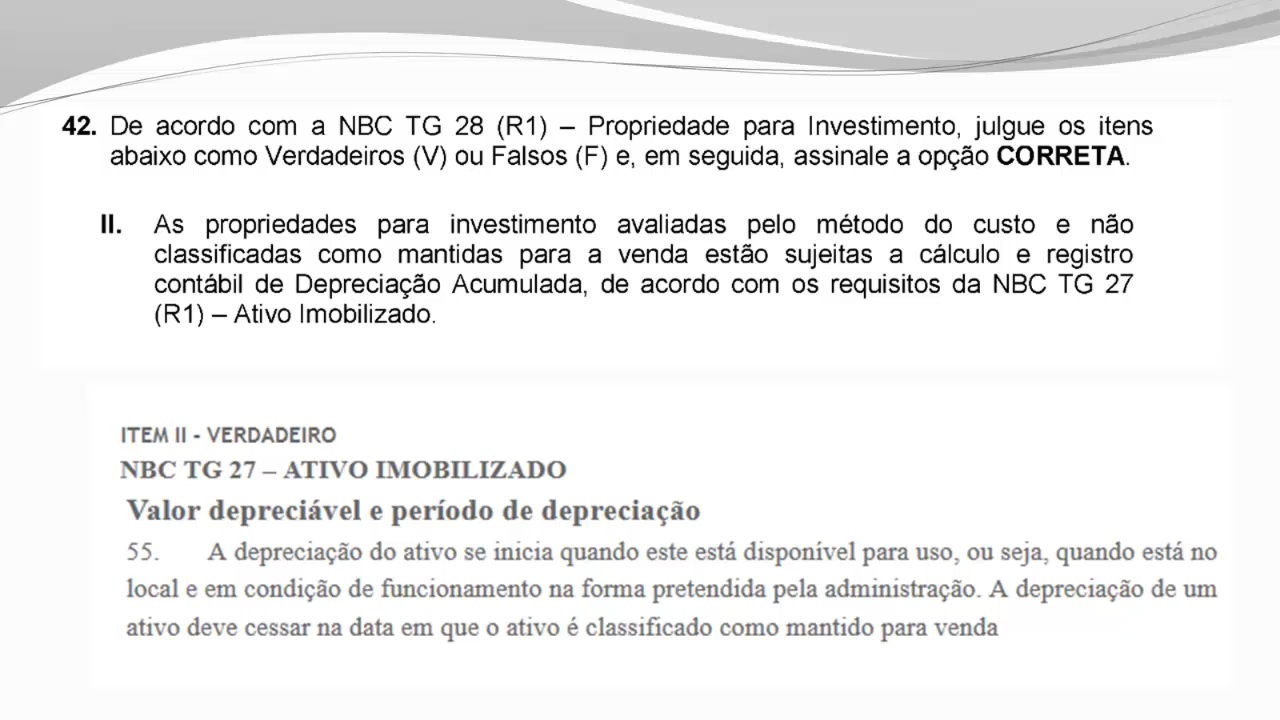 42. De acordo com a NBC TG 28 (R1) – Propriedade para Investimento, julgue os itens
abaixo como Verdadeiros (V) ou Falsos (F) e, em seguida, assinale a opção CORRETA.
II. As propriedades para investimento avaliadas pelo método do custo e não
classificadas como mantidas para a venda estão sujeitas a cálculo e registro
contábil de Depreciação Acumulada, de acordo com os requisitos da NBC TG 27
(R1) – Ativo Imobilizado.
ITEM II - VERDADEIRO
NBC TG 27 – ATIVO IMOBILIZADO
Valor depreciável e período de depreciação
55. A depreciação do ativo se inicia quando este está disponível para uso, ou seja, quando está no
local e em condição de funcionamento na forma pretendida pela administração. A depreciação de um
ativo deve cessar na data em que o ativo é classificado como mantido para venda